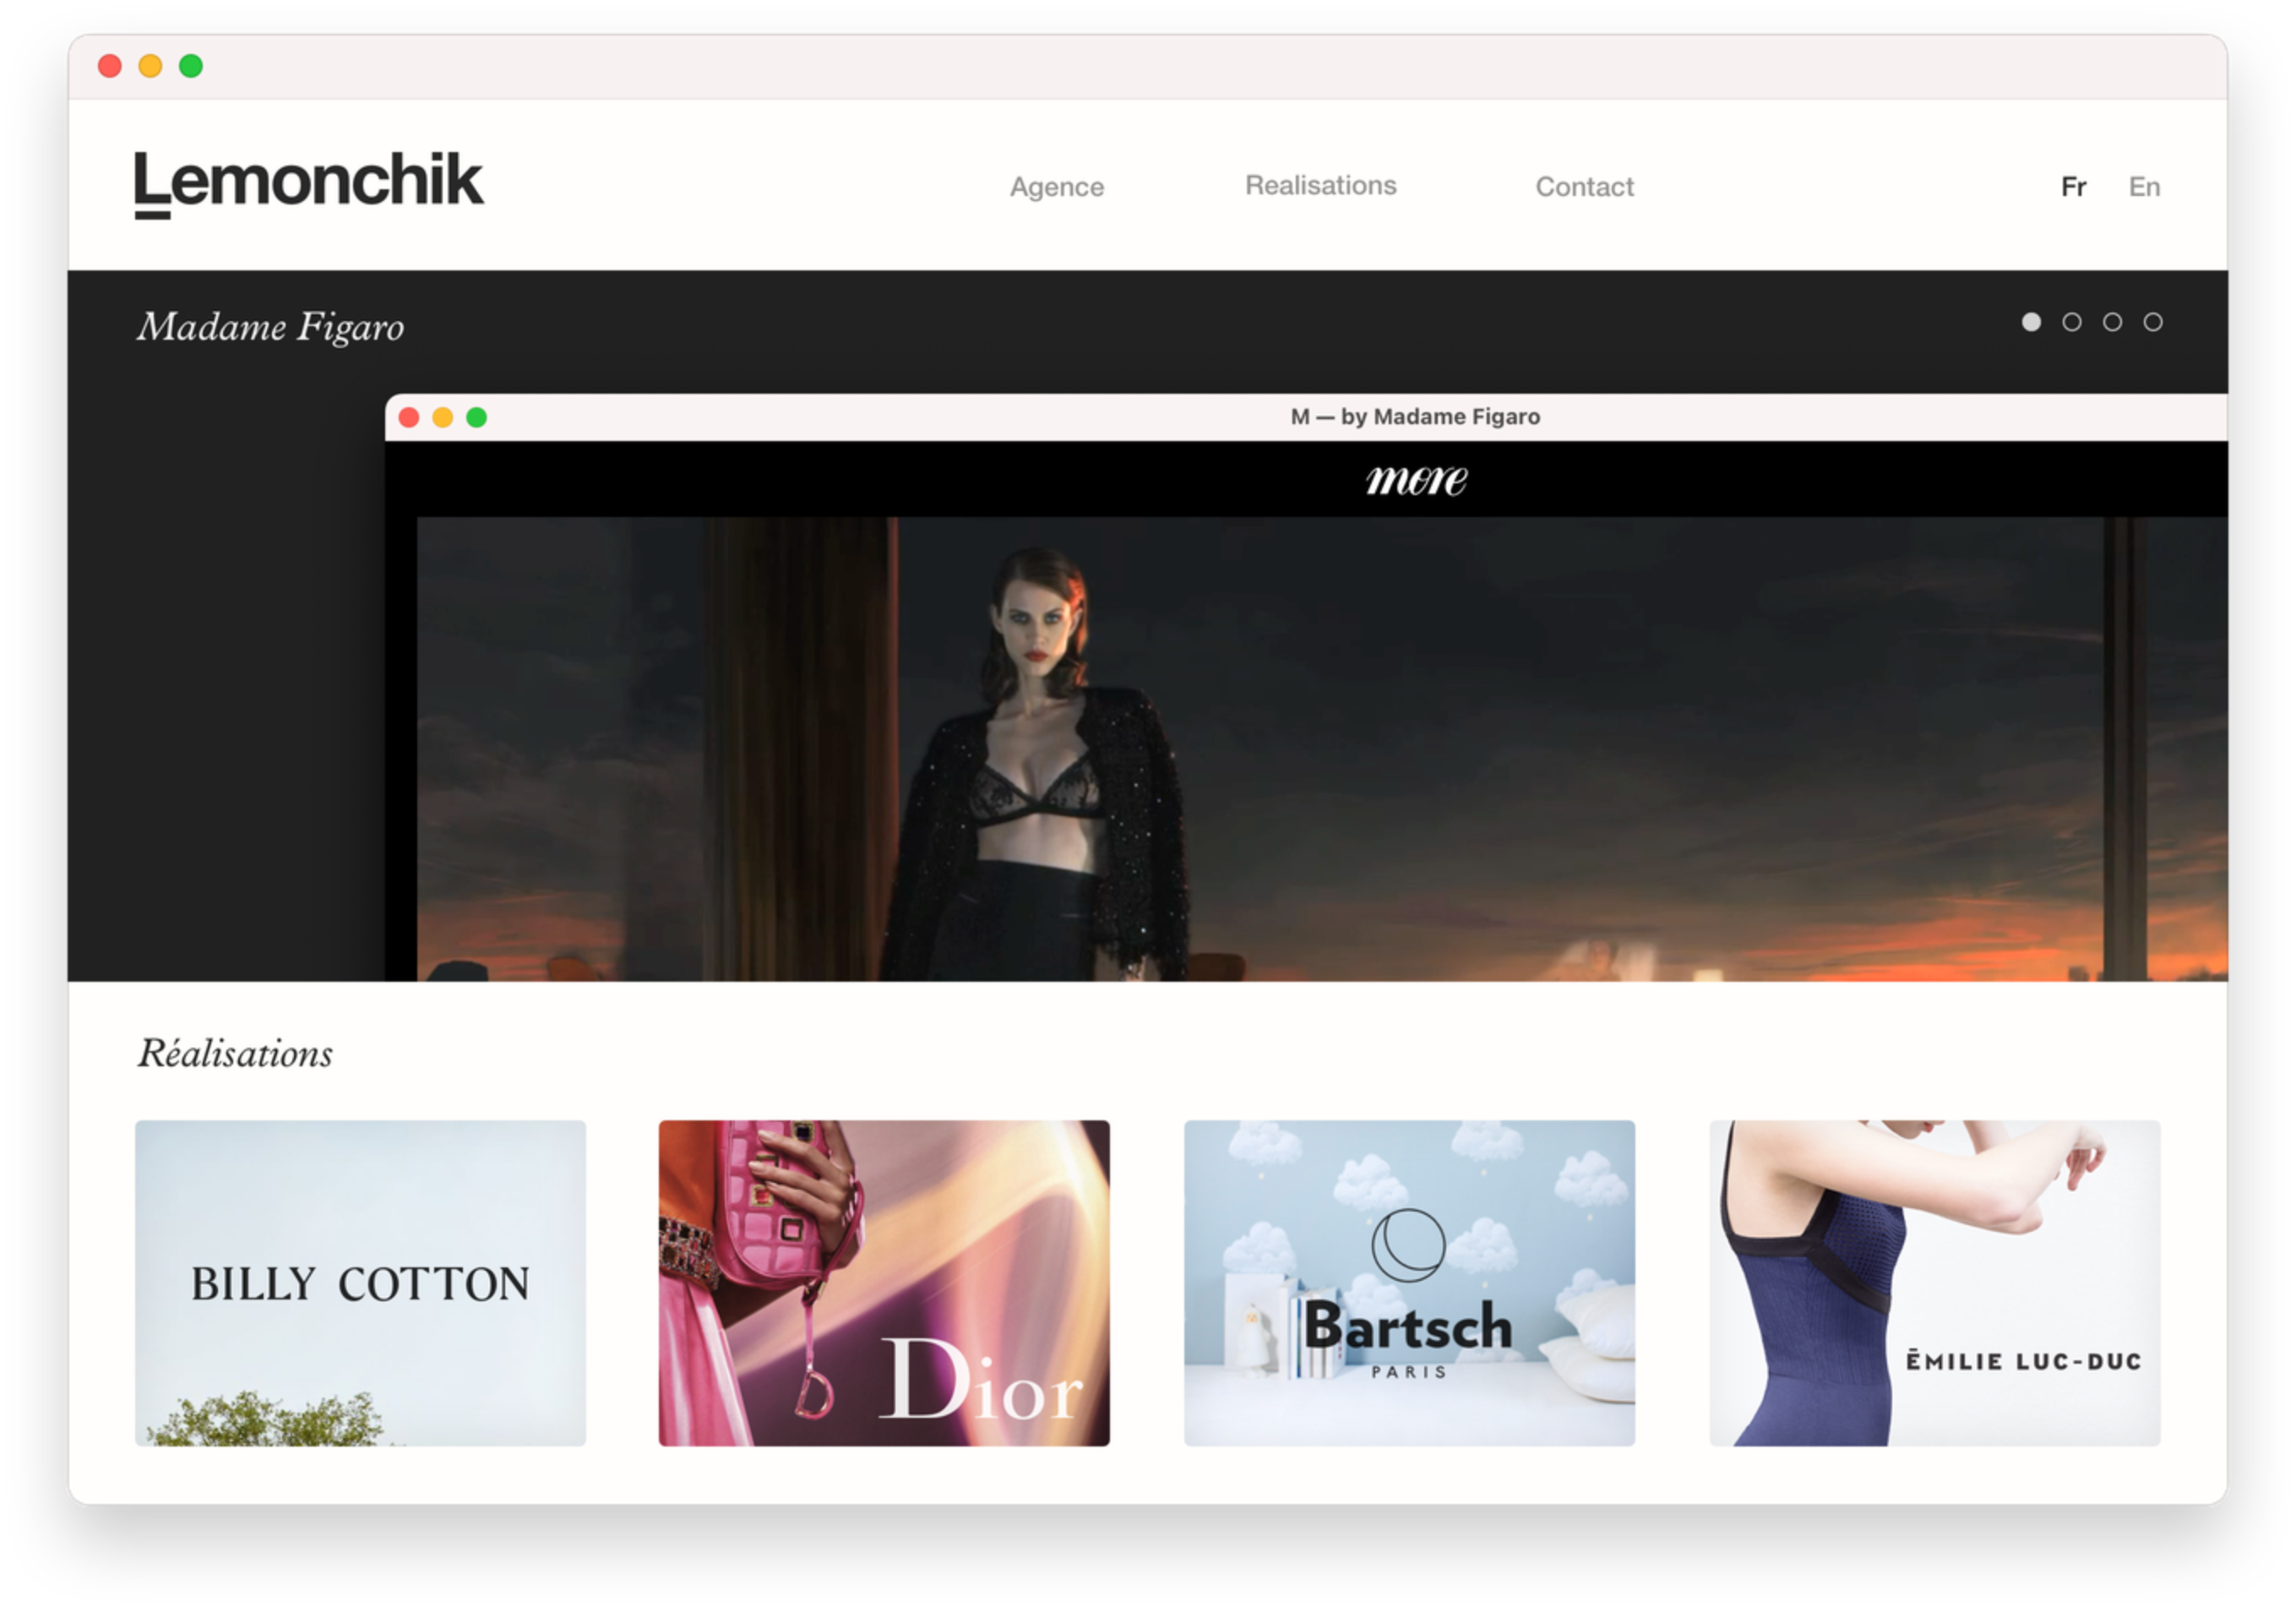 Lemonchik
Agence Realisations Contact Fr En
Madame Figaro
M — by Madame Figaro
more
Réalisations
BILLY COTTON
Dior
Bartsch
PARIS
ĒMILIE LUC-DUC